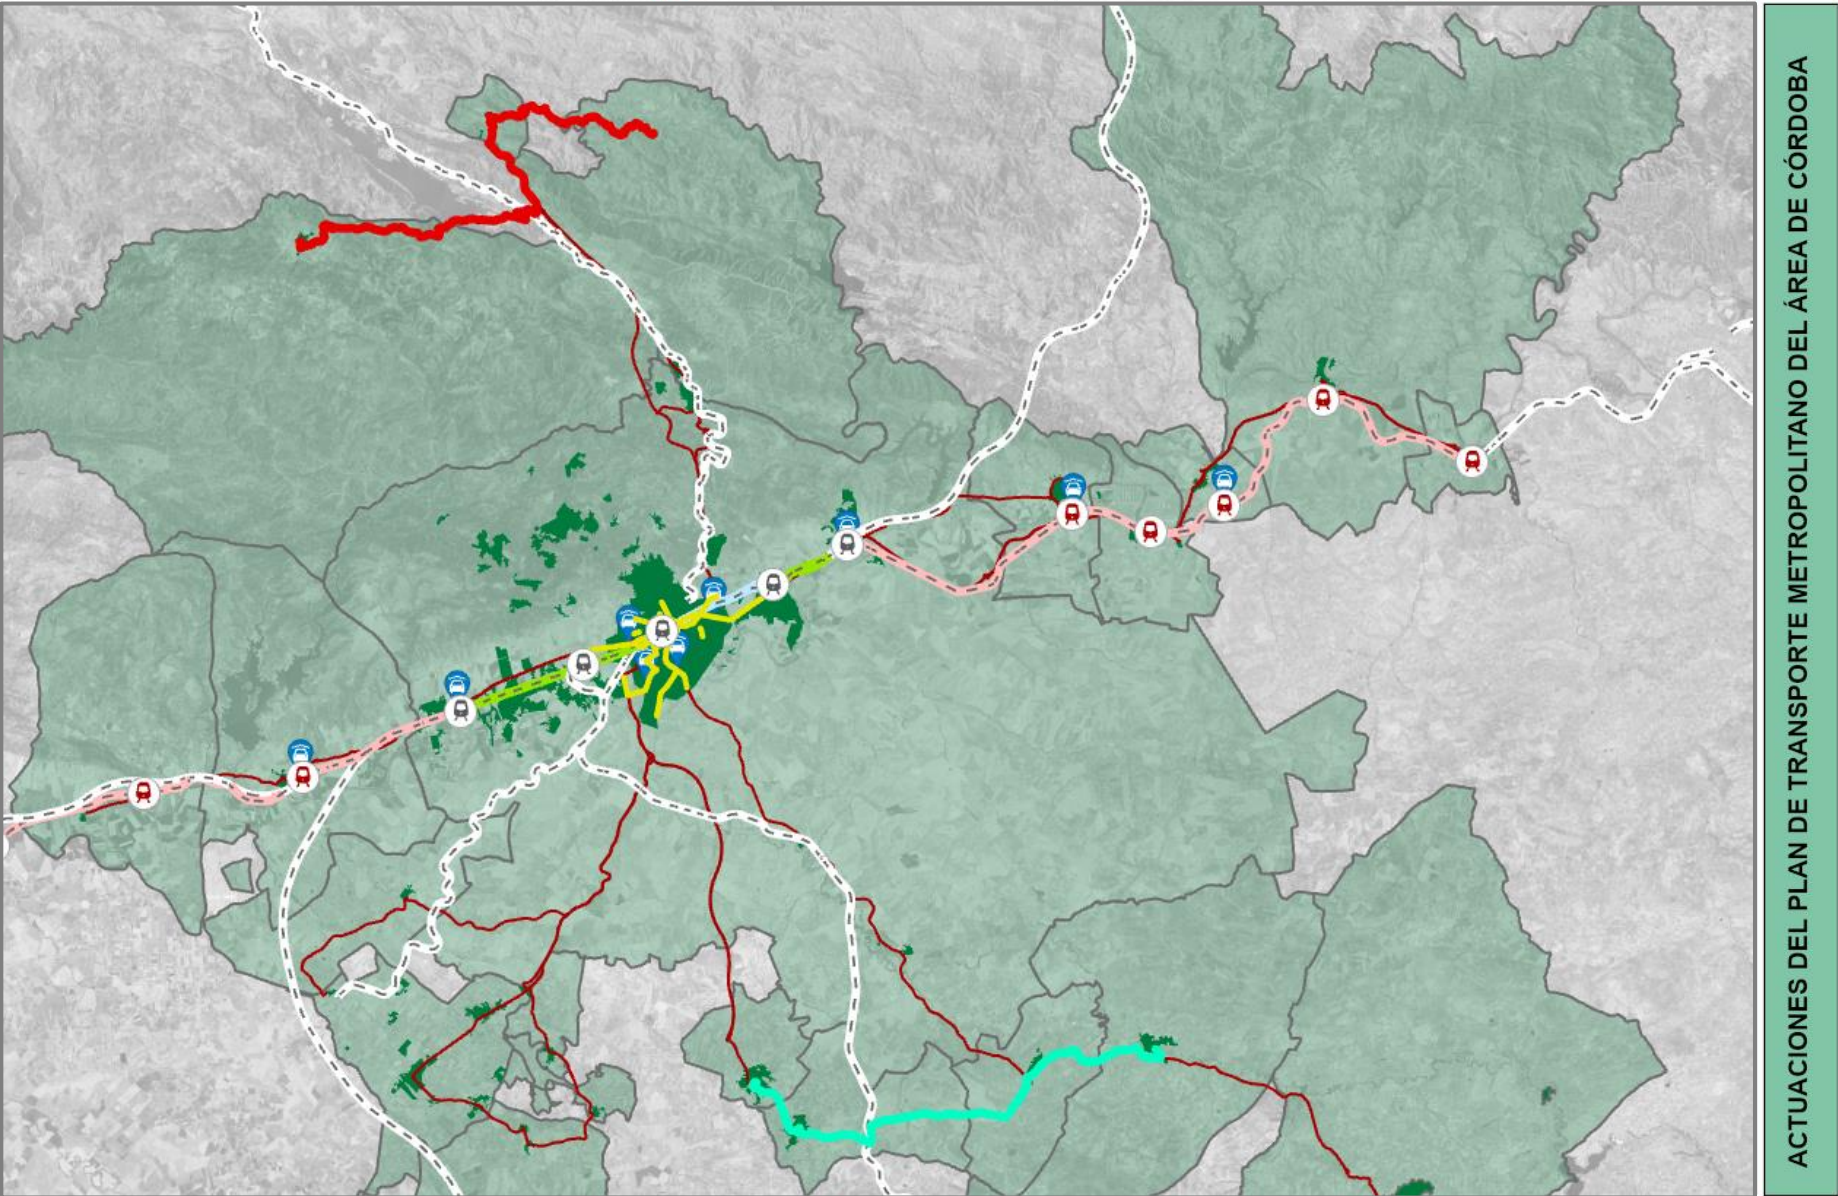 ACTUACIONES DEL PLAN DE TRANSPORTE METROPOLITANO DEL ÁREA DE CÓRDOBA